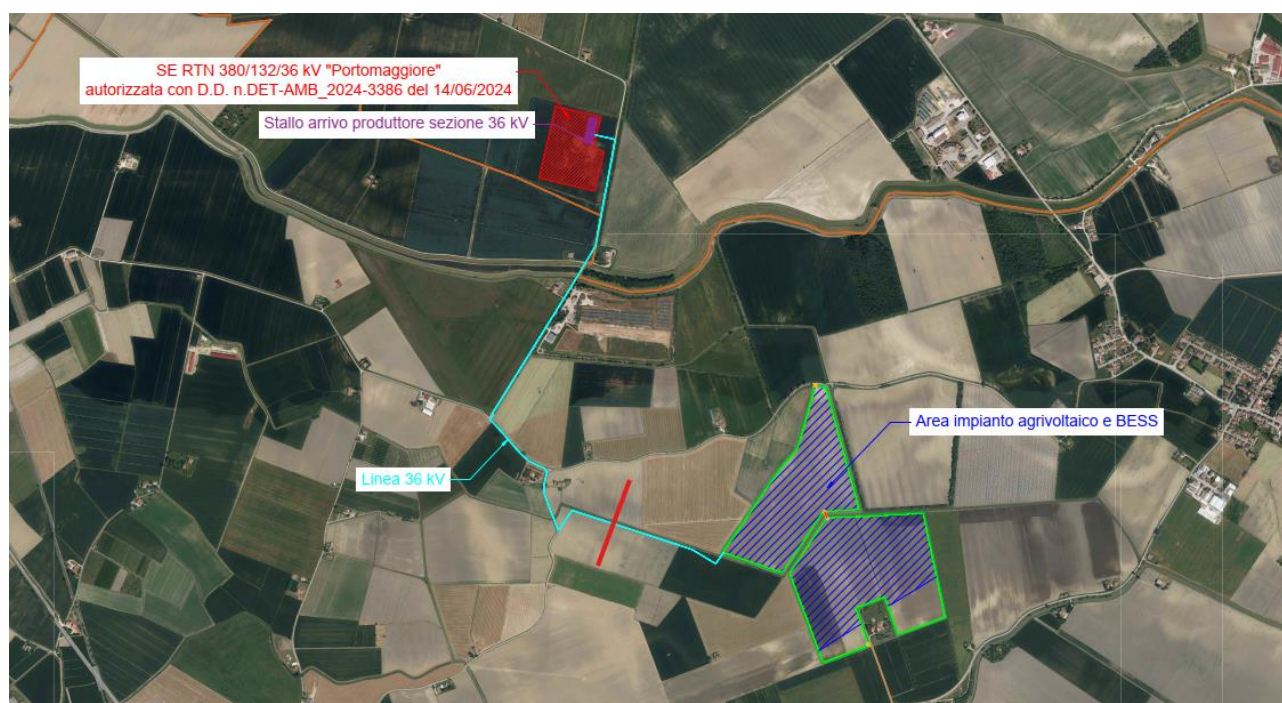 SE RTN 380/132/36 kV "Portomaggiore"
autorizzata con D.D. n.DET-AMB_2024-3386 del 14/06/2024
Stallo arrivo produttore sezione 36 kV
Area impianto agrivoltaico e BESS
Linea 36 kV